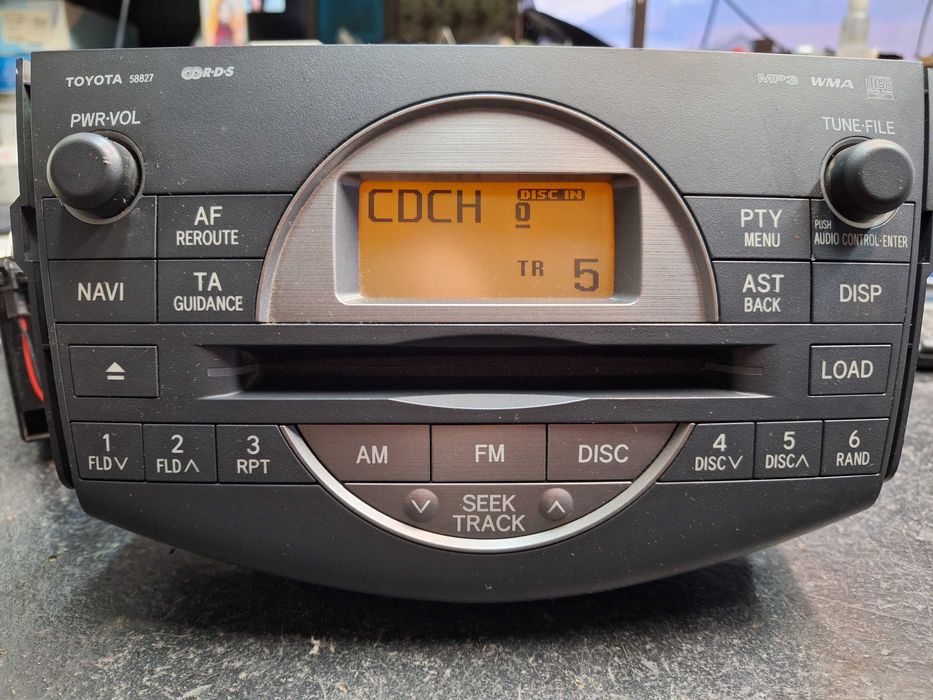 TOYOTA 58827 R·D·S
MP3 WMA
PWR·VOL
TUNE·FILE
AF
REROUTE
NAVI
TA
GUIDANCE
CDCH
DISC IN
0
TR 5
PTY
MENU
PUSH
AUDIO CONTROL·ENTER
AST
BACK
DISP
LOAD
1
FLD
2
FLD
3
RPT
AM
FM
DISC
SEEK
TRACK
4
DISC
5
DISC
6
RAND